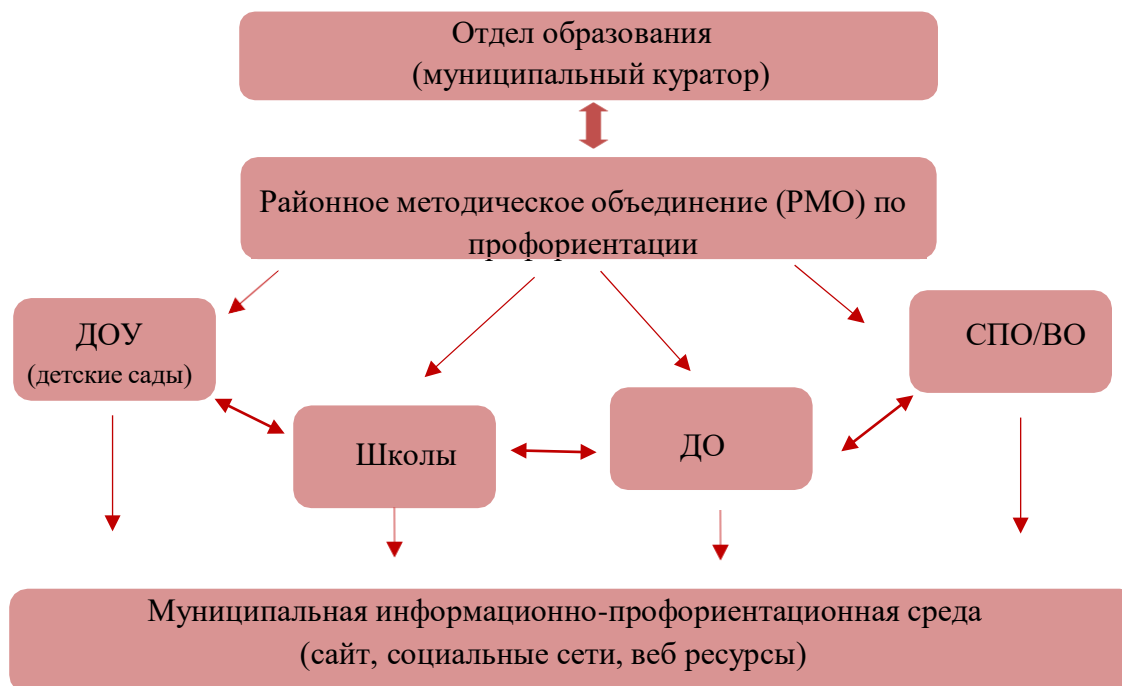 Отдел образования
(муниципальный куратор)
Районное методическое объединение (РМО) по
профориентации
ДОУ
(детские сады)
СПО/ВО
Школы
ДО
Муниципальная информационно-профориентационная среда
(сайт, социальные сети, веб ресурсы)